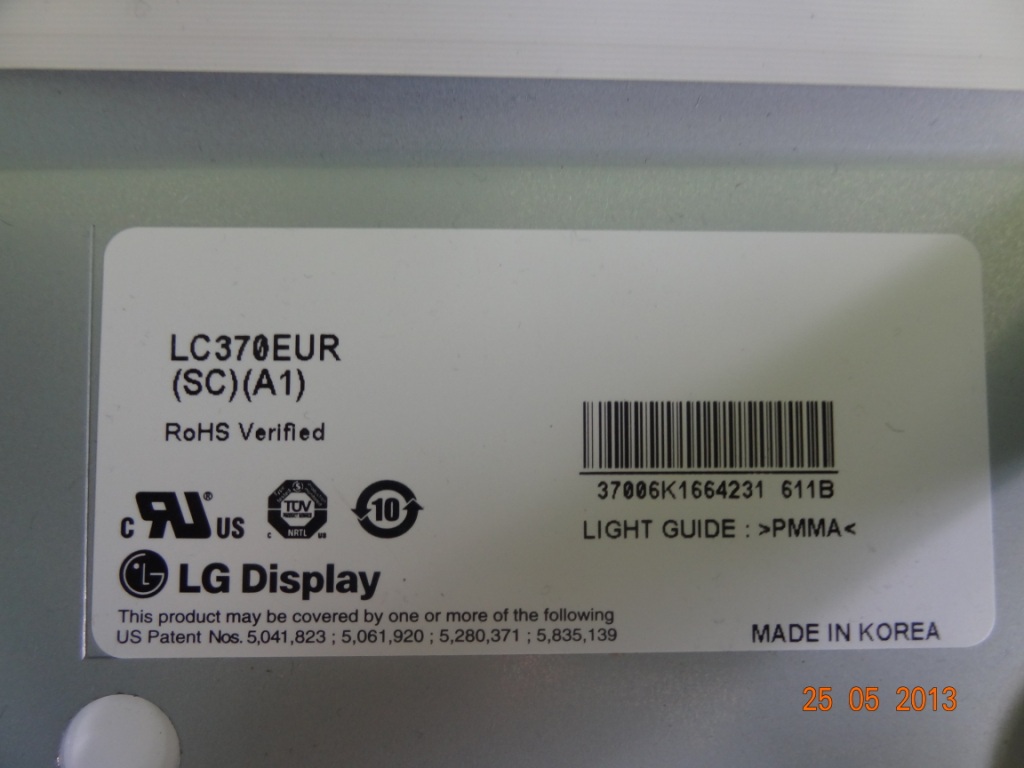 LC370EUR
(SC)(A1)
RoHS Verified
37006K1664231 611B
LIGHT GUIDE : >PMMA<
c RU ® US
TÜV
NRTL
c US
10
LG Display
This product may be covered by one or more of the following
US Patent Nos. 5,041,823 ; 5,061,920 ; 5,280,371 ; 5,835,139
MADE IN KOREA
25 05 2013